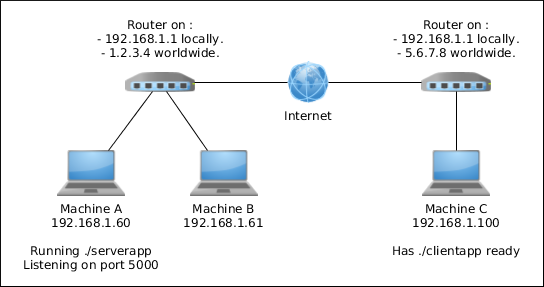 Router on :
- 192.168.1.1 locally.
- 1.2.3.4 worldwide.
Router on :
- 192.168.1.1 locally.
- 5.6.7.8 worldwide.
Internet
Machine A
192.168.1.60
Machine B
192.168.1.61
Machine C
192.168.1.100
Running ./serverapp
Listening on port 5000
Has ./clientapp ready